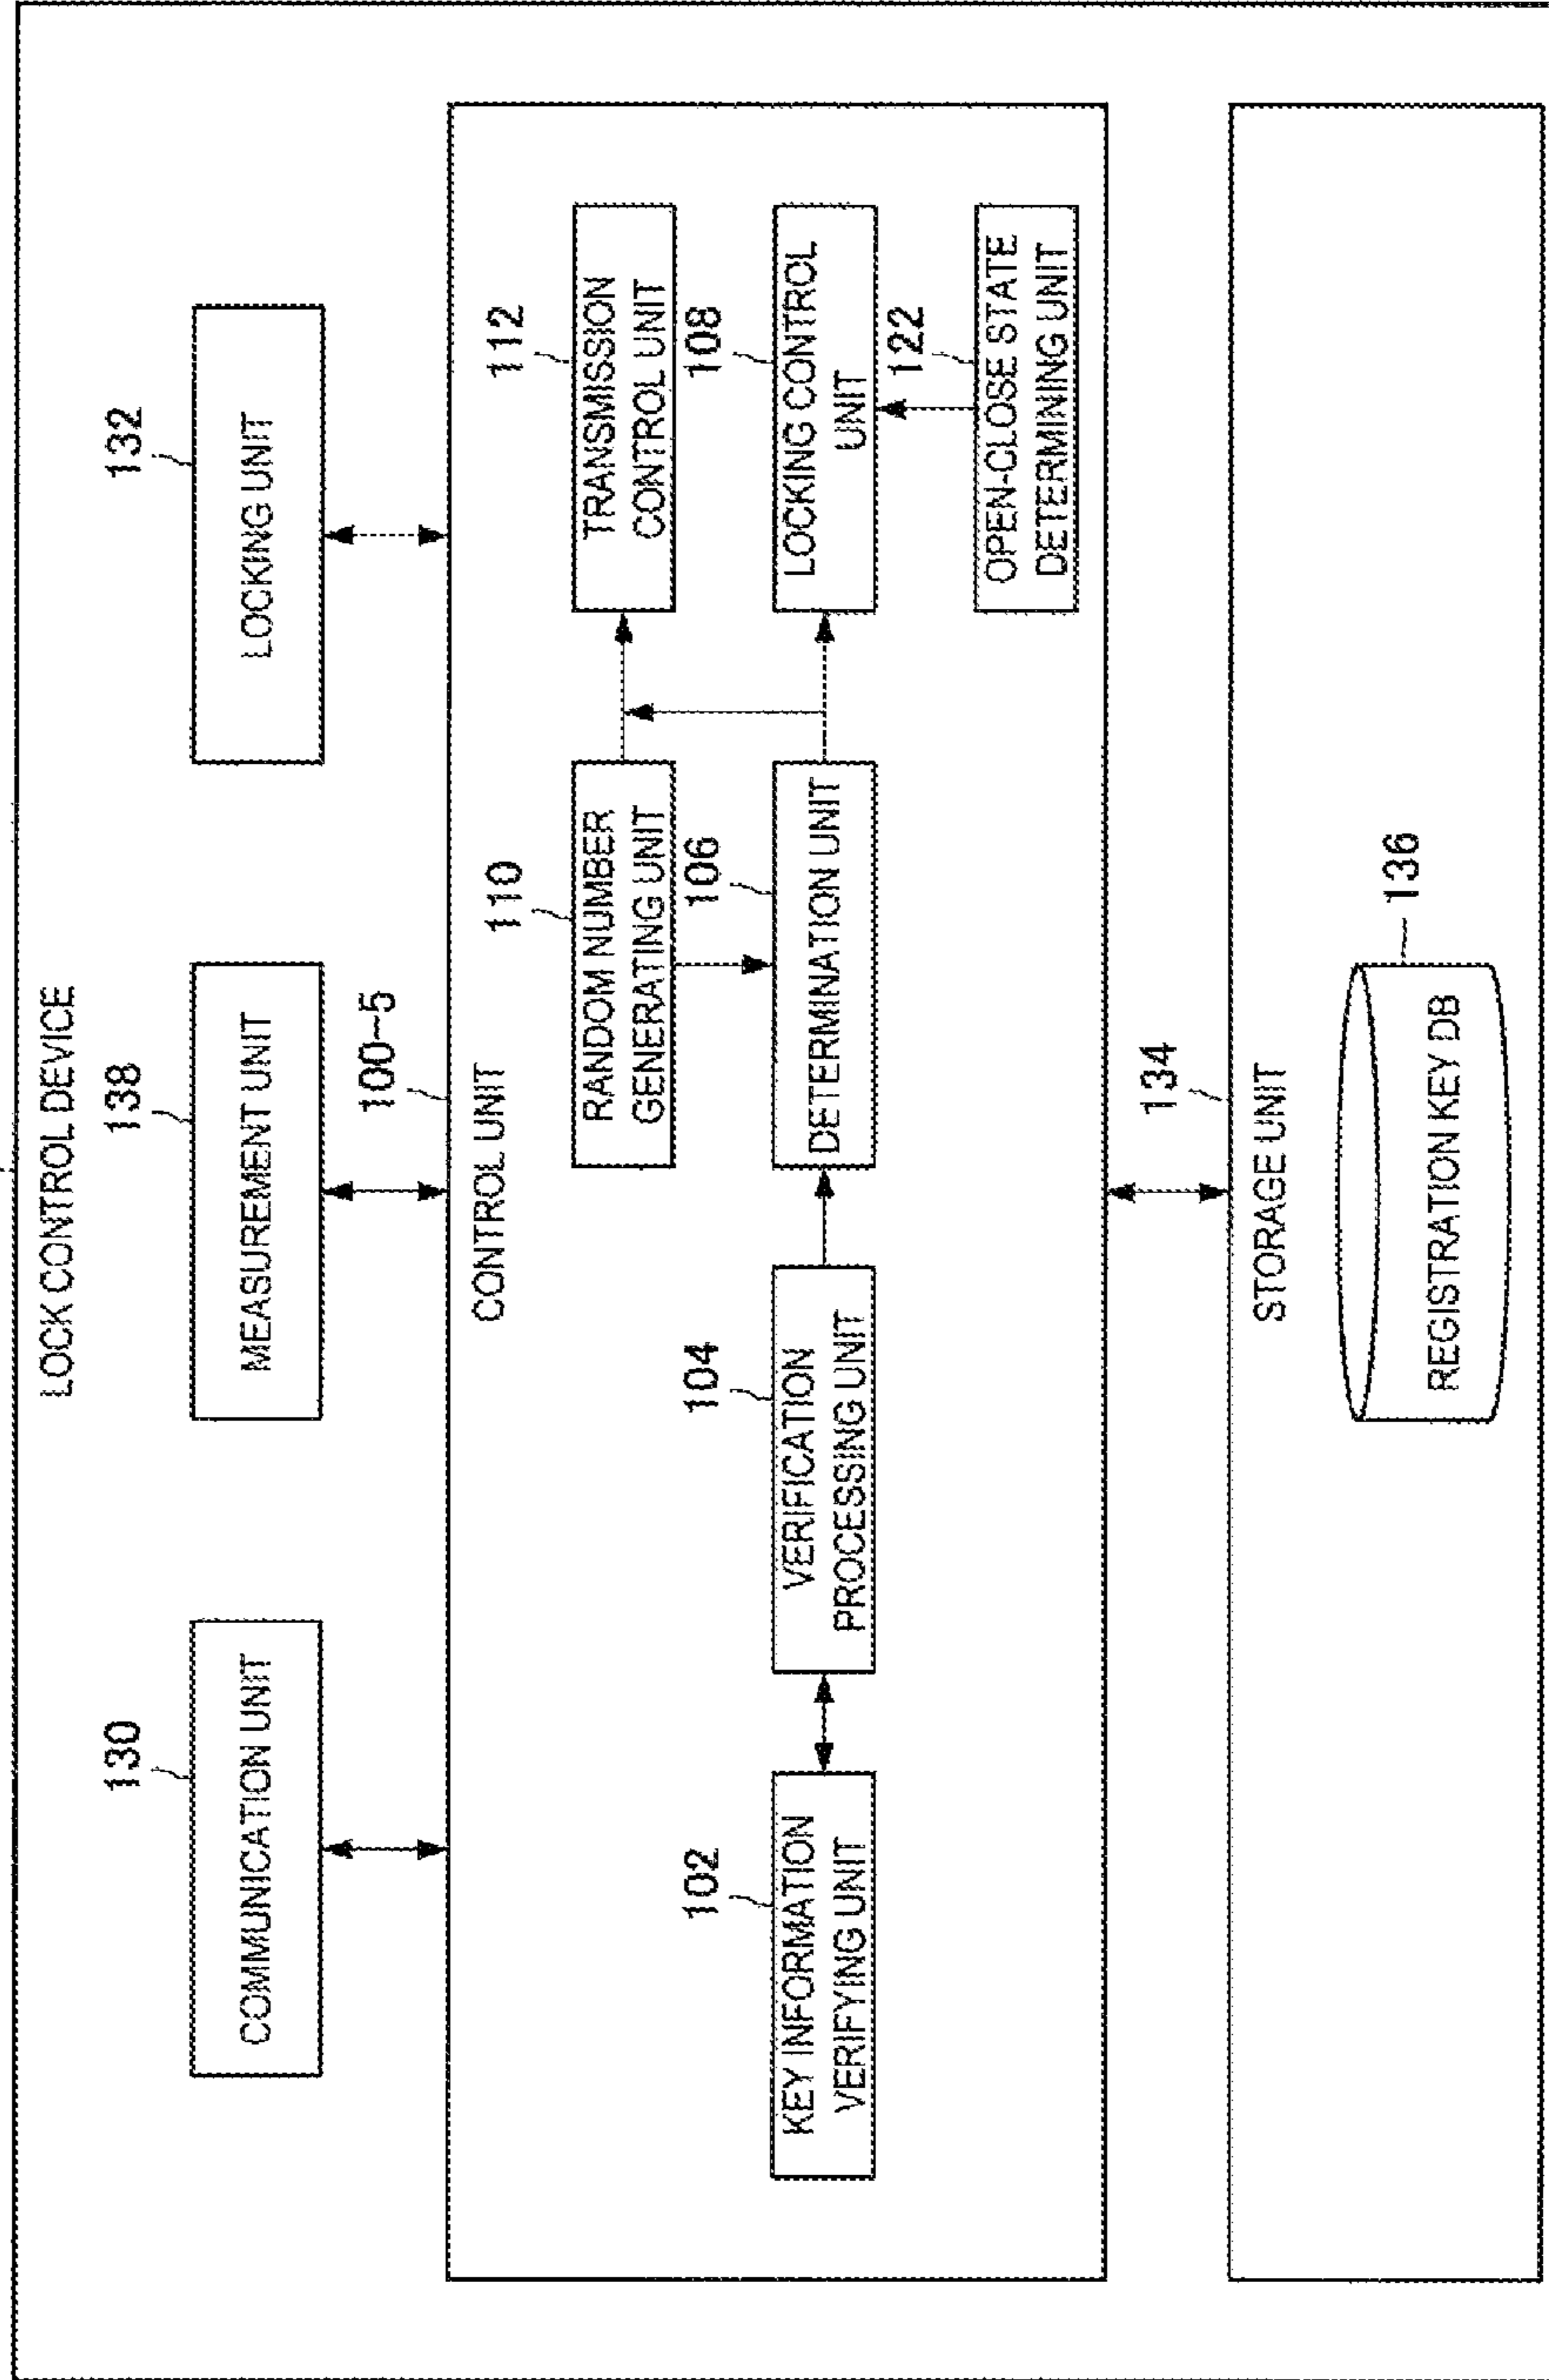 LOCK CONTROL DEVICE
130
COMMUNICATION UNIT
138
MEASUREMENT UNIT
132
LOCKING UNIT
100-5
CONTROL UNIT
110
RANDOM NUMBER
GENERATING UNIT
112
TRANSMISSION
CONTROL UNIT
102
KEY INFORMATION
VERIFYING UNIT
104
VERIFICATION
PROCESSING UNIT
106
DETERMINATION UNIT
108
LOCKING CONTROL
UNIT
122
OPEN-CLOSE STATE
DETERMINING UNIT
134
STORAGE UNIT
136
REGISTRATION KEY DB